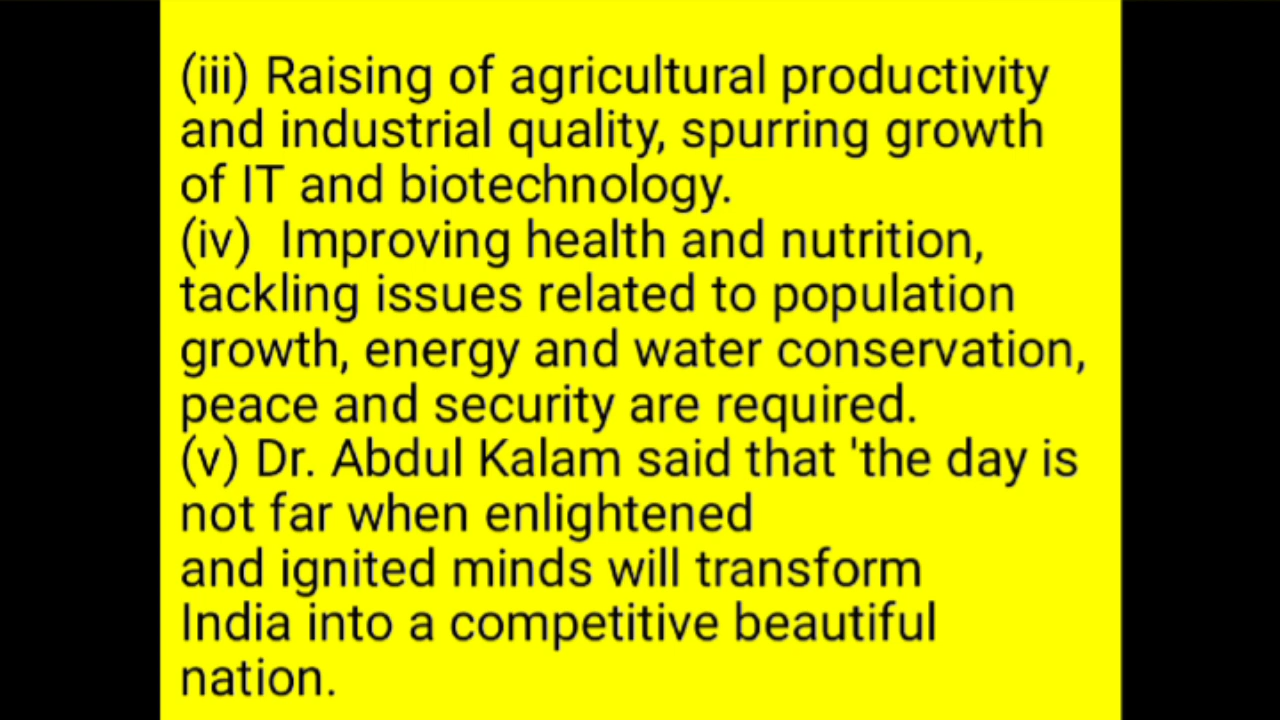 (iii) Raising of agricultural productivity
and industrial quality, spurring growth
of IT and biotechnology.
(iv)  Improving health and nutrition,
tackling issues related to population
growth, energy and water conservation,
peace and security are required.
(v) Dr. Abdul Kalam said that 'the day is
not far when enlightened
and ignited minds will transform
India into a competitive beautiful
nation.